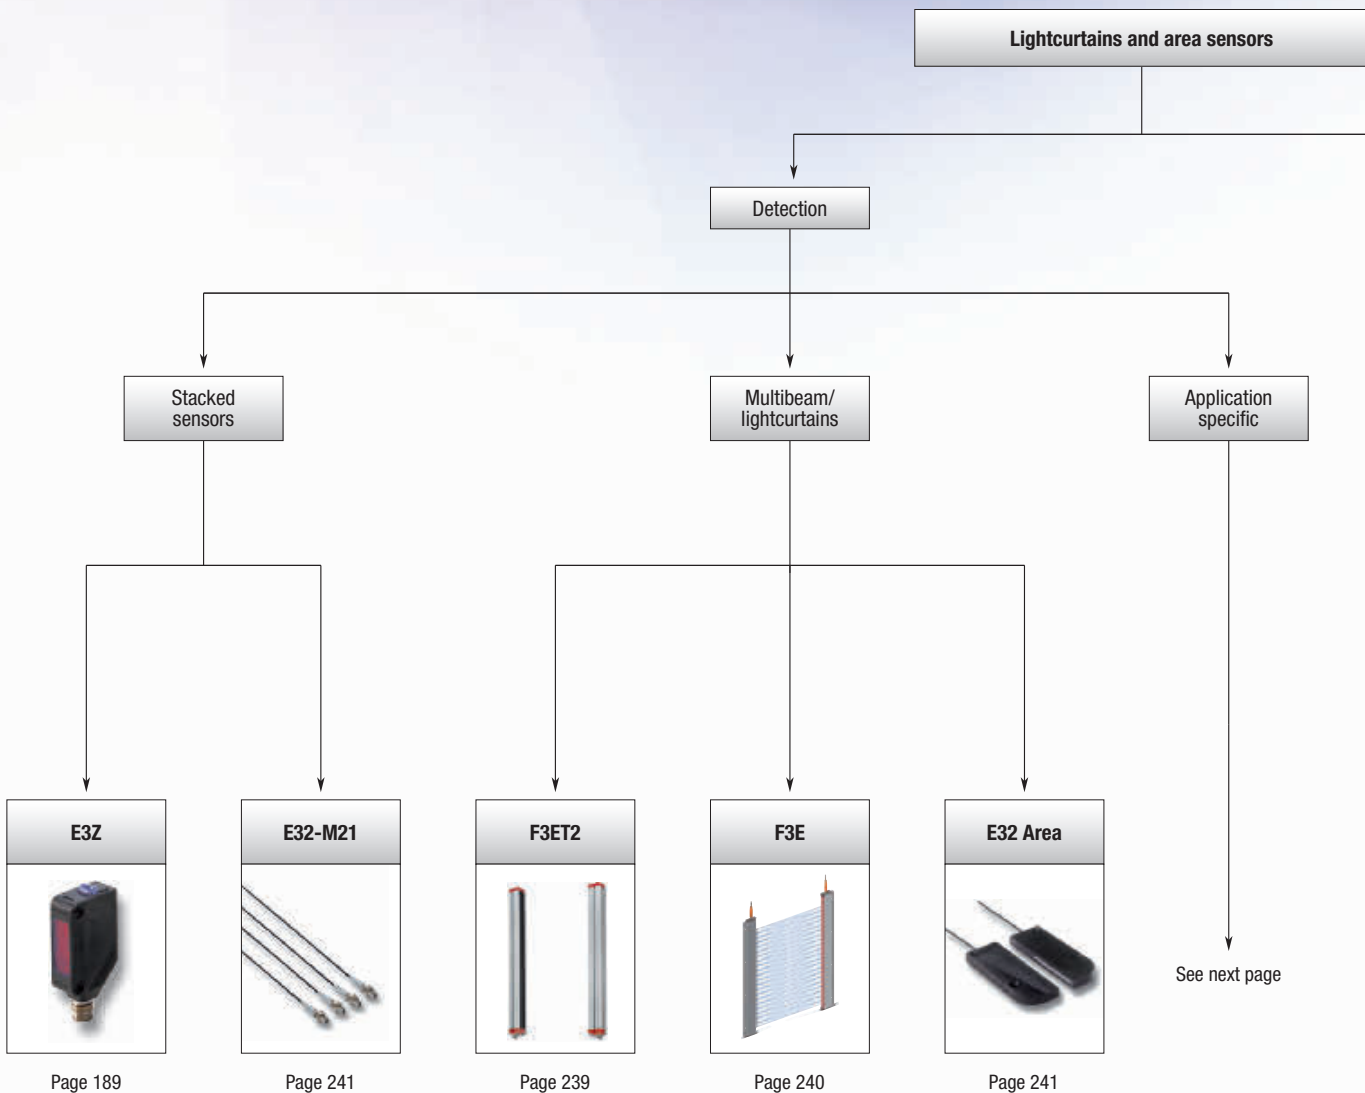 Lightcurtains and area sensors
Detection
Stacked
sensors
Multibeam/
lightcurtains
Application
specific
E3Z
E32-M21
F3ET2
F3E
E32 Area
See next page
Page 189
Page 241
Page 239
Page 240
Page 241